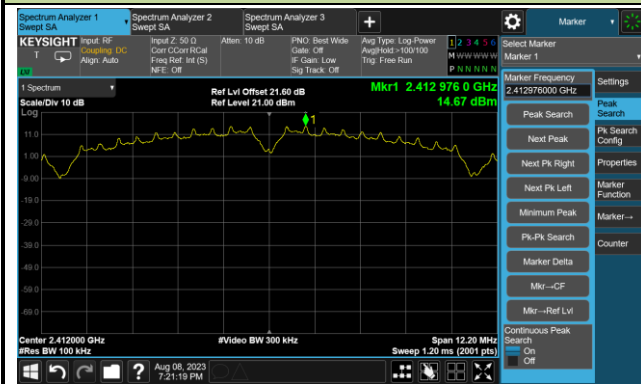 Spectrum Analyzer 1
Swept SA
Spectrum Analyzer 2
Swept SA
Spectrum Analyzer 3
Swept SA
Marker
KEYSIGHT
T
Input: RF
Coupling: DC
Align: Auto
Input Z: 50 Ω
Corr CCorr RCal
Freq Ref: Int (S)
NFE: Off
Atten: 10 dB
PNO: Best Wide
Gate: Off
IF Gain: Low
Sig Track: Off
Avg Type: Log-Power
Avg|Hold:>100/100
Trig: Free Run
1 2 3 4 5 6
M W W W W W
P N N N N N
Select Marker
Marker 1
1 Spectrum
Scale/Div 10 dB
Log
Ref Lvl Offset 21.60 dB
Ref Level 21.00 dBm
Mkr1 2.412 976 0 GHz
14.67 dBm
1
11.0
1.00
-9.00
-19.0
-29.0
-39.0
-49.0
-59.0
-69.0
Center 2.412000 GHz
#Res BW 100 kHz
#Video BW 300 kHz
Span 12.20 MHz
Sweep 1.20 ms (2001 pts)
Marker Frequency
2.412976000 GHz
Peak Search
Next Peak
Next Pk Right
Next Pk Left
Minimum Peak
Pk-Pk Search
Marker Delta
Mkr→CF
Mkr→Ref Lvl
Continuous Peak
Search
On
Off
Settings
Peak
Search
Pk Search
Config
Properties
Marker
Function
Marker→
Counter
Aug 08, 2023
7:21:19 PM